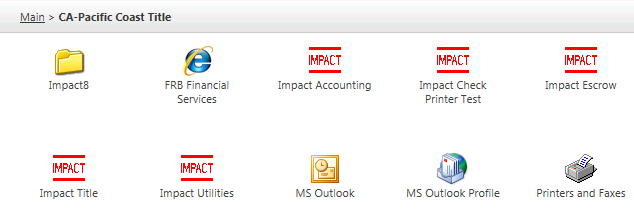 Main > CA-Pacific Coast Title
IMPACT IMPACT IMPACT
Impact8 FRB Financial Impact Accounting Impact Check Impact Escrow
Services Printer Test
IMPACT IMPACT
Impact Title Impact Utilities MS Outlook MS Outlook Profile Printers and Faxes